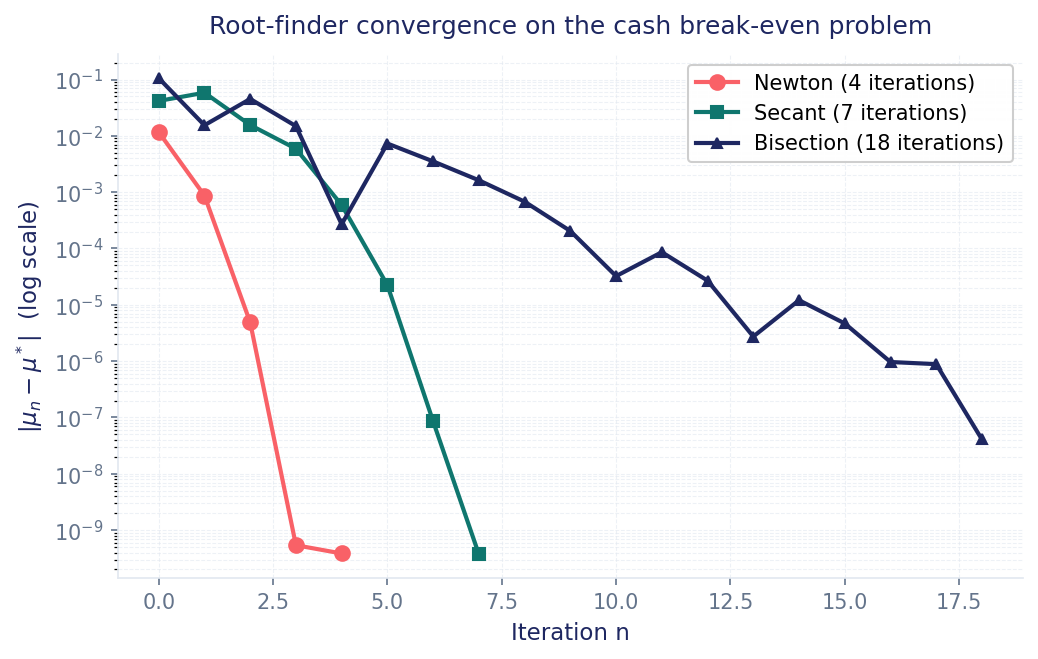 Root-finder convergence on the cash break-even problem
Newton (4 iterations)
Secant (7 iterations)
Bisection (18 iterations)
|μₙ − μ*| (log scale)
10⁻¹
10⁻²
10⁻³
10⁻⁴
10⁻⁵
10⁻⁶
10⁻⁷
10⁻⁸
10⁻⁹
0.0 2.5 5.0 7.5 10.0 12.5 15.0 17.5
Iteration n